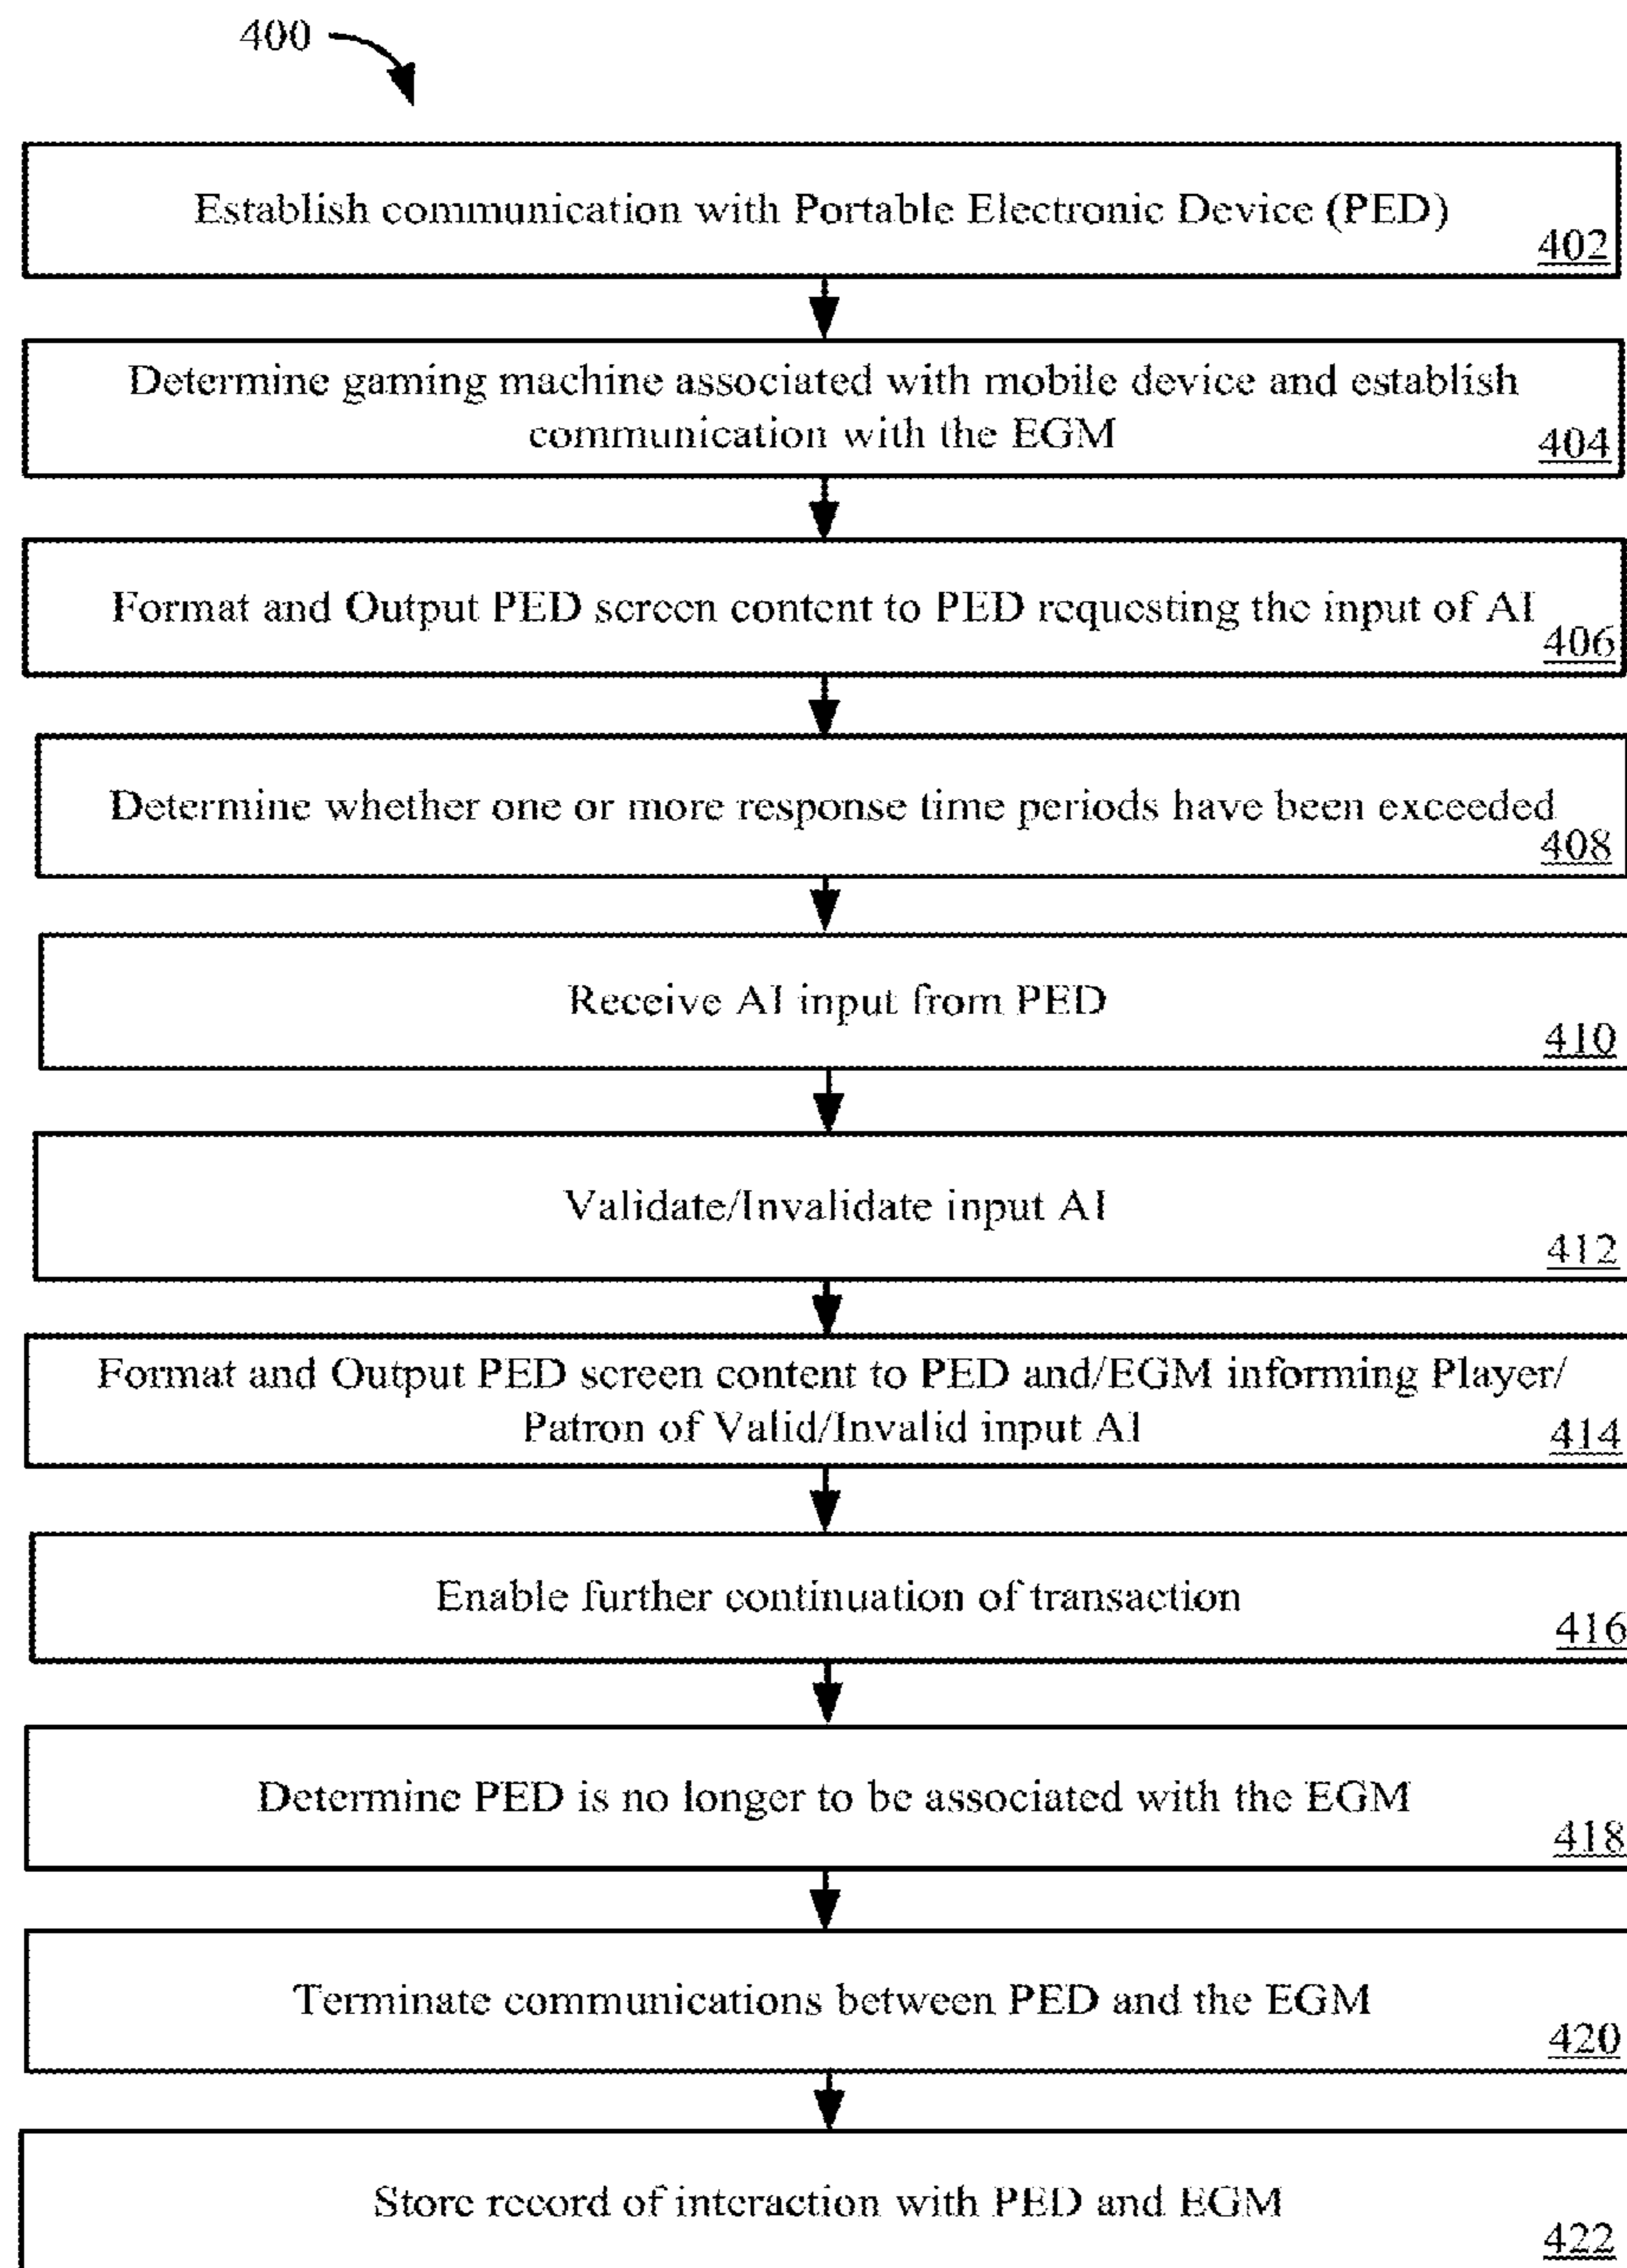 400
Establish communication with Portable Electronic Device (PED)
402
Determine gaming machine associated with mobile device and establish
communication with the EGM
404
Format and Output PED screen content to PED requesting the input of AI
406
Determine whether one or more response time periods have been exceeded
408
Receive AI input from PED
410
Validate/Invalidate input AI
412
Format and Output PED screen content to PED and/EGM informing Player/
Patron of Valid/Invalid input AI
414
Enable further continuation of transaction
416
Determine PED is no longer to be associated with the EGM
418
Terminate communications between PED and the EGM
420
Store record of interaction with PED and EGM
422